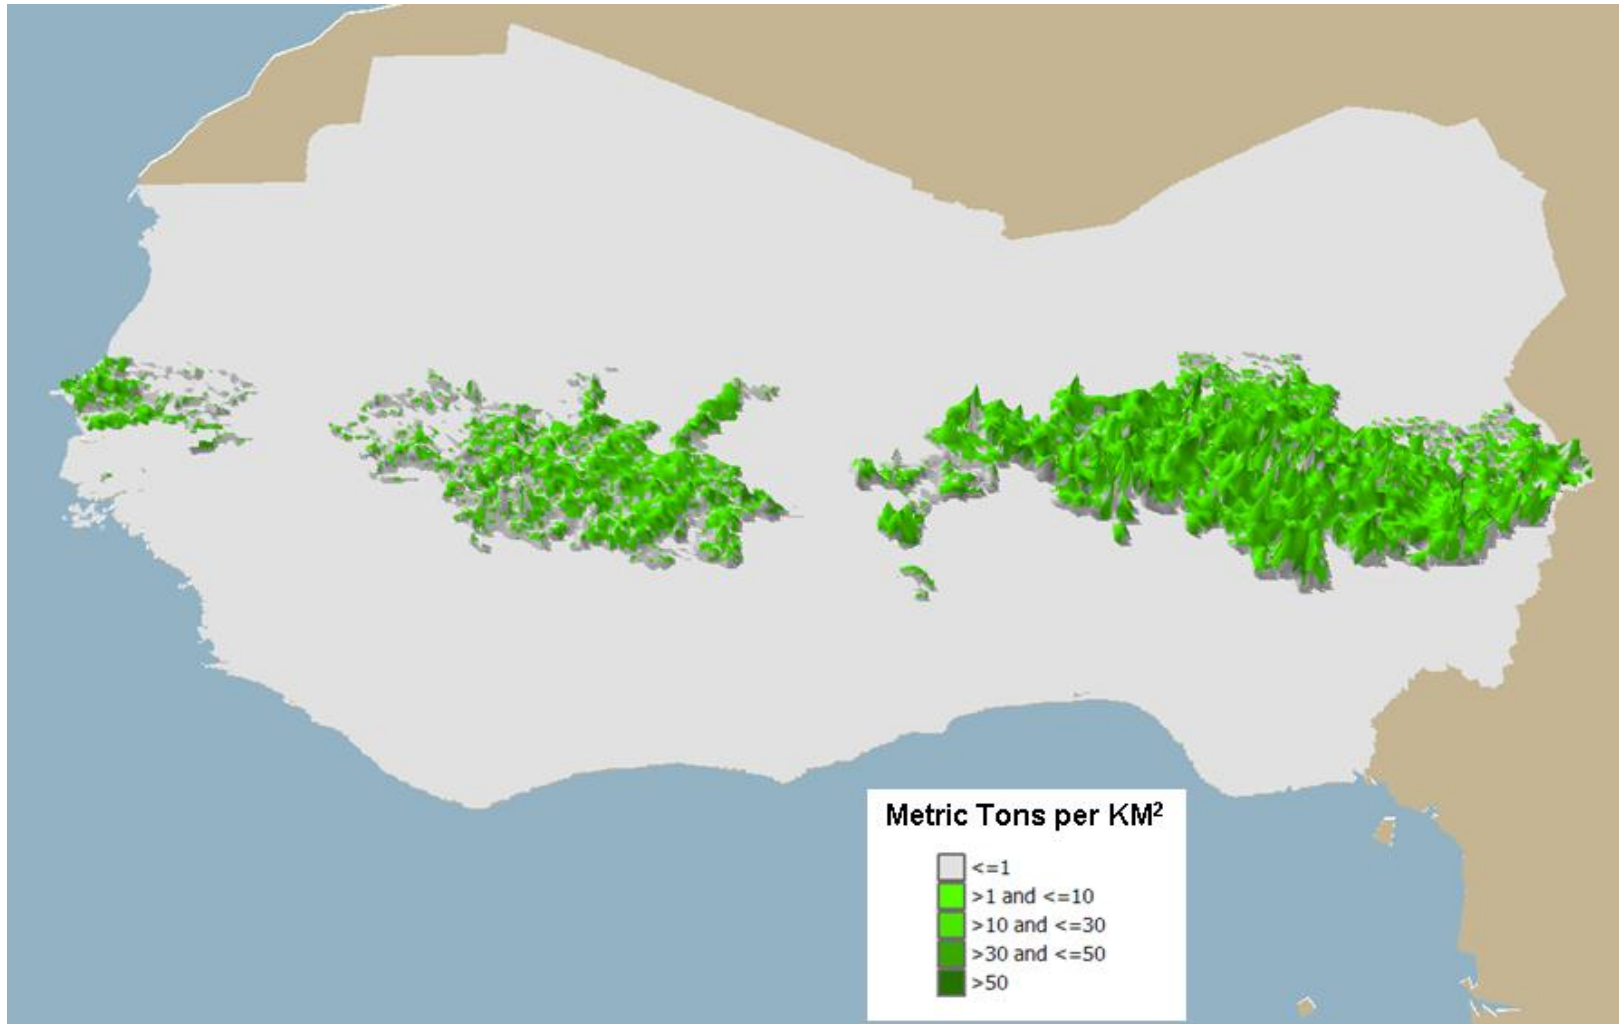 Metric Tons per KM²
<=1
>1 and <=10
>10 and <=30
>30 and <=50
>50